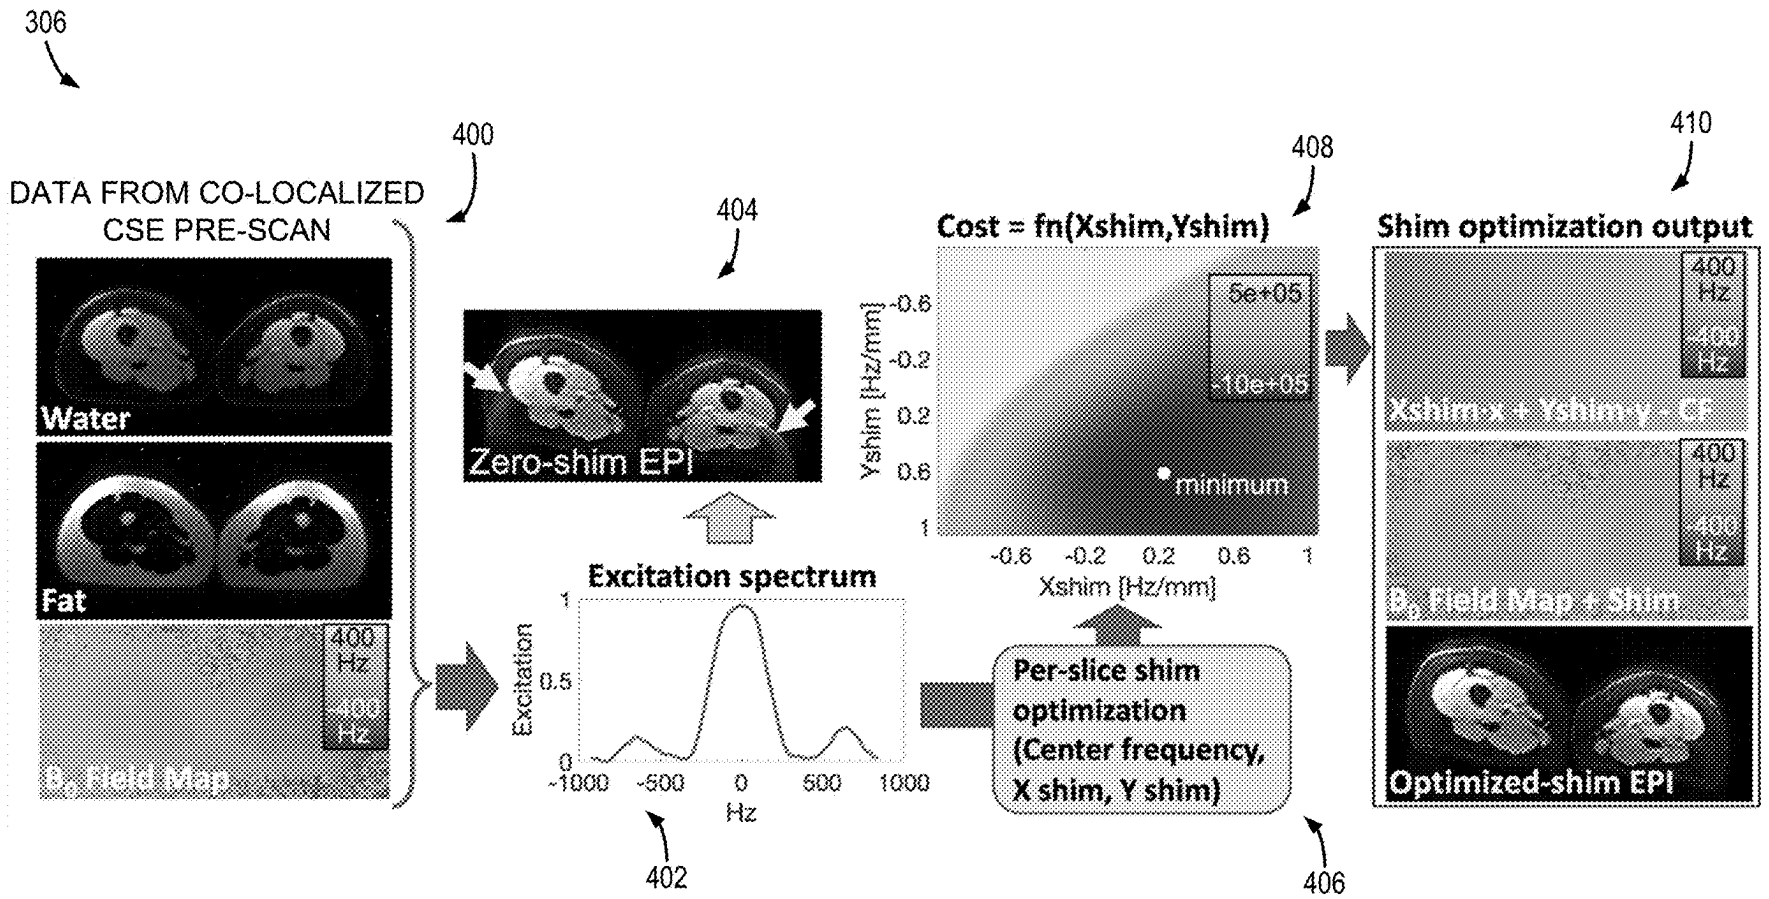 306
400
DATA FROM CO-LOCALIZED
CSE PRE-SCAN
Water
Fat
400
Hz
-400
Hz
B0 Field Map
404
Zero-shim EPI
Excitation spectrum
Excitation
1
0.5
0
-1000
-500
0
500
1000
Hz
402
408
Cost = fn(Xshim,Yshim)
Yshim [Hz/mm]
-0.6
-0.2
0.2
0.6
1
5e+05
-10e+05
minimum
-0.6
-0.2
0.2
0.6
1
Xshim [Hz/mm]
Per-slice shim
optimization
(Center frequency,
X shim, Y shim)
406
410
Shim optimization output
400
Hz
-400
Hz
Xshim·x + Yshim·y - CF
400
Hz
-400
Hz
B0 Field Map + Shim
Optimized-shim EPI